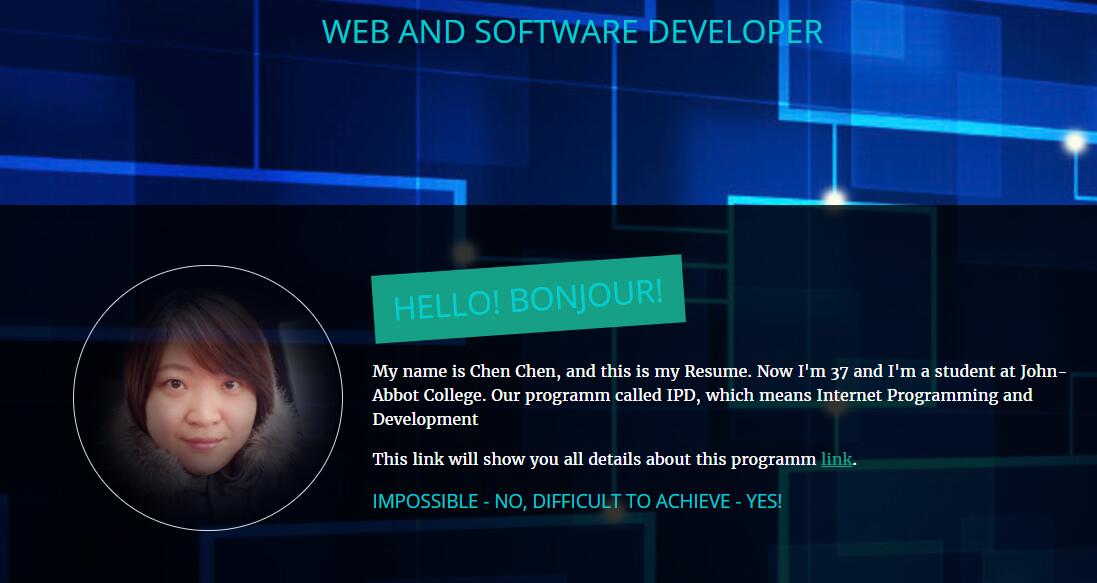 WEB AND SOFTWARE DEVELOPER
HELLO! BONJOUR!
My name is Chen Chen, and this is my Resume. Now I'm 37 and I'm a student at John-
Abbot College. Our programm called IPD, which means Internet Programming and
Development
This link will show you all details about this programm link.
IMPOSSIBLE - NO, DIFFICULT TO ACHIEVE - YES!